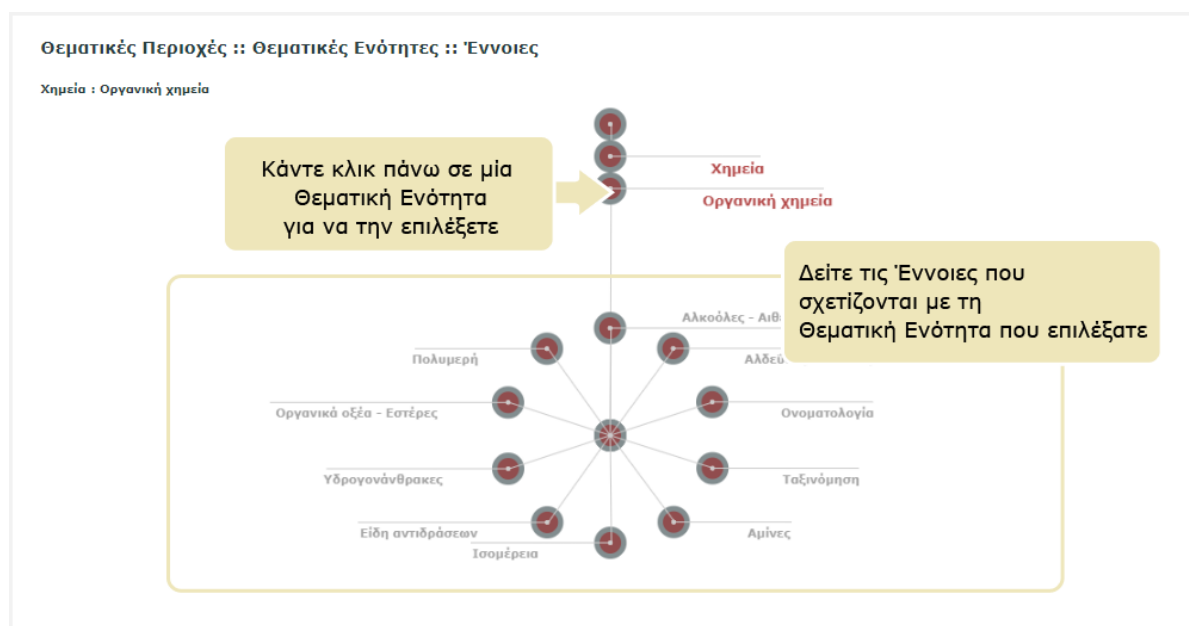 Θεματικές Περιοχές :: Θεματικές Ενότητες :: Έννοιες
Χημεία : Οργανική χημεία
Κάντε κλικ πάνω σε μία
Θεματική Ενότητα
για να την επιλέξετε
Χημεία
Οργανική χημεία
Δείτε τις Έννοιες που
σχετίζονται με τη
Θεματική Ενότητα που επιλέξατε
Αλκοόλες -
Πολυμερή
Οργανικά οξέα - Εστέρες
Ονοματολογία
Υδρογονάνθρακες
Ταξινόμηση
Είδη αντιδράσεων
Αμίνες
Ισομέρεια